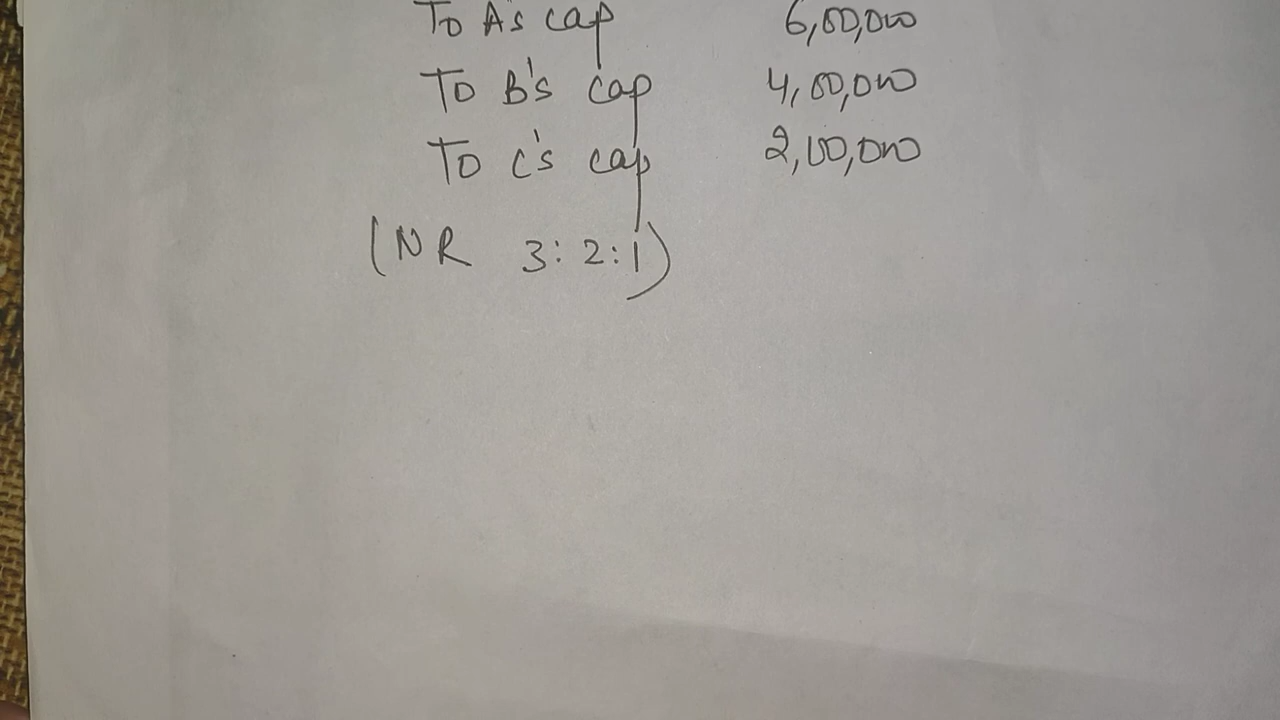 To A's cap 6,00,000
To B's cap 4,00,000
To C's cap 2,00,000
(NR 3:2:1)